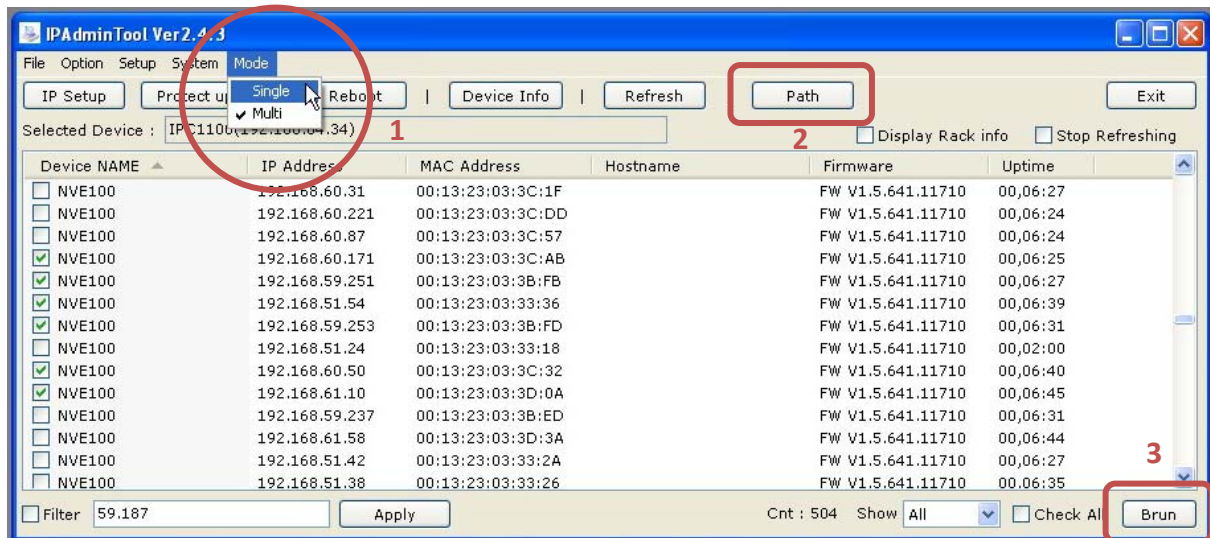 IPAdminTool Ver2.4.3
File Option Setup System Mode
Single
Multi
IP Setup Protect up Reboot | Device Info | Refresh Path Exit
1
2
Selected Device : IPC1100(192.168.64.34) Display Rack info Stop Refreshing
Device NAME IP Address MAC Address Hostname Firmware Uptime
NVE100 192.168.60.31 00:13:23:03:3C:1F FW V1.5.641.11710 00,06:27
NVE100 192.168.60.221 00:13:23:03:3C:DD FW V1.5.641.11710 00,06:24
NVE100 192.168.60.87 00:13:23:03:3C:57 FW V1.5.641.11710 00,06:24
NVE100 192.168.60.171 00:13:23:03:3C:AB FW V1.5.641.11710 00,06:25
NVE100 192.168.59.251 00:13:23:03:3B:FB FW V1.5.641.11710 00,06:27
NVE100 192.168.51.54 00:13:23:03:33:36 FW V1.5.641.11710 00,06:39
NVE100 192.168.59.253 00:13:23:03:3B:FD FW V1.5.641.11710 00,06:31
NVE100 192.168.51.24 00:13:23:03:33:18 FW V1.5.641.11710 00,02:00
NVE100 192.168.60.50 00:13:23:03:3C:32 FW V1.5.641.11710 00,06:40
NVE100 192.168.61.10 00:13:23:03:3D:0A FW V1.5.641.11710 00,06:45
NVE100 192.168.59.237 00:13:23:03:3B:ED FW V1.5.641.11710 00,06:31
NVE100 192.168.61.58 00:13:23:03:3D:3A FW V1.5.641.11710 00,06:44
NVE100 192.168.51.42 00:13:23:03:33:2A FW V1.5.641.11710 00,06:27
NVE100 192.168.51.38 00:13:23:03:33:26 FW V1.5.641.11710 00,06:35
3
Filter 59.187 Apply Cnt : 504 Show All Check All Brun